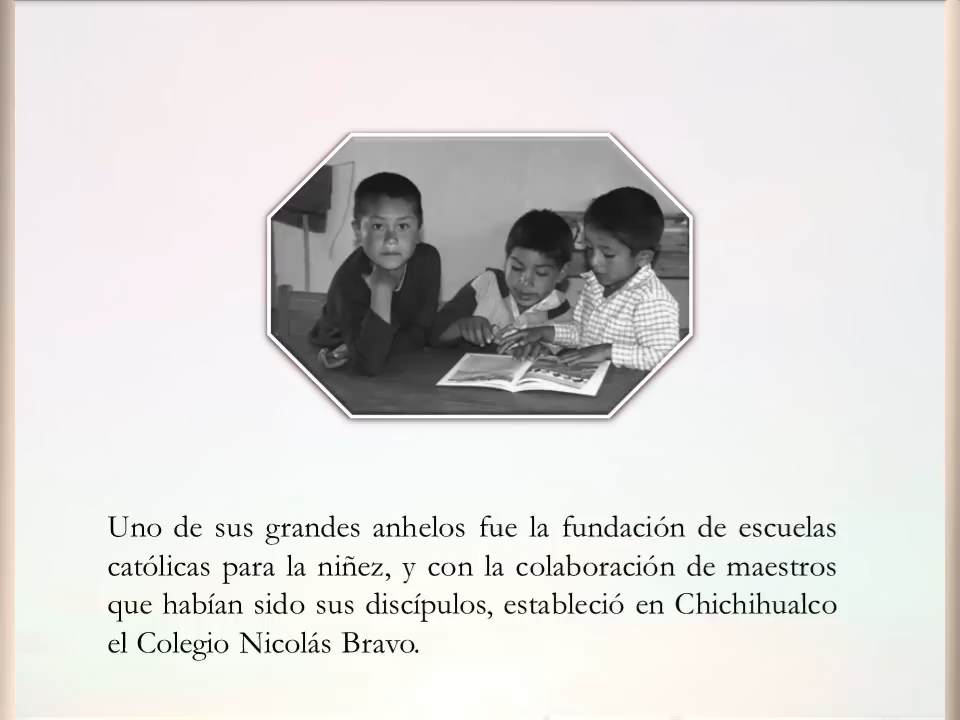 Uno de sus grandes anhelos fue la fundación de escuelas
católicas para la niñez, y con la colaboración de maestros
que habían sido sus discípulos, estableció en Chichihualco
el Colegio Nicolás Bravo.